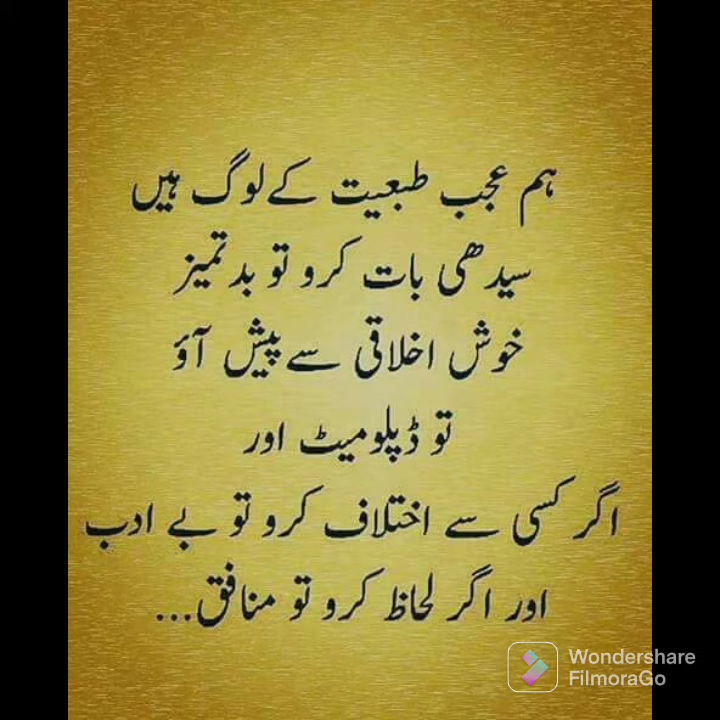 ہم عجب طبعیت کے لوگ ہیں
سیدھی بات کرو تو بدتمیز
خوش اخلاقی سے پیش آؤ
تو ڈپلومیٹ اور
اگر کسی سے اختلاف کرو تو بے ادب
اور اگر لحاظ کرو تو منافق...
Wondershare
FilmoraGo